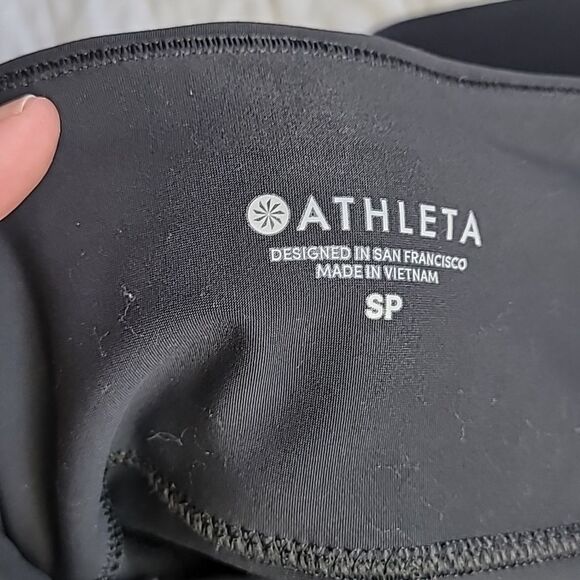 ATHLETA
DESIGNED IN SAN FRANCISCO
MADE IN VIETNAM
SP